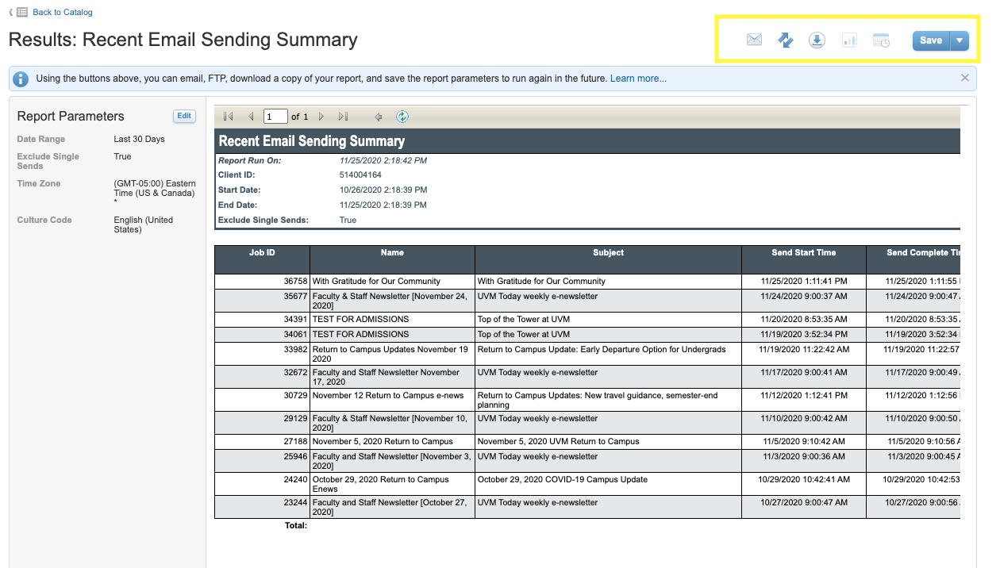 Back to Catalog
Results: Recent Email Sending Summary
Save
Using the buttons above, you can email, FTP, download a copy of your report, and save the report parameters to run again in the future. Learn more...
Report Parameters
Edit
Date Range Last 30 Days
Exclude Single True
Sends
Time Zone (GMT-05:00) Eastern
Time (US & Canada)
*
Culture Code English (United
States)
1 of 1
Recent Email Sending Summary
Report Run On: 11/25/2020 2:18:42 PM
Client ID: 514004164
Start Date: 10/26/2020 2:18:39 PM
End Date: 11/25/2020 2:18:39 PM
Exclude Single Sends: True
Job ID Name Subject Send Start Time Send Complete Ti
36758 With Gratitude for Our Community With Gratitude for Our Community 11/25/2020 1:11:41 PM 11/25/2020 1:11:55
35677 Faculty & Staff Newsletter [November 24, UVM Today weekly e-newsletter 11/24/2020 9:00:37 AM 11/24/2020 9:00:47
2020]
34391 TEST FOR ADMISSIONS Top of the Tower at UVM 11/20/2020 8:53:35 AM 11/20/2020 8:53:35
34061 TEST FOR ADMISSIONS Top of the Tower at UVM 11/19/2020 3:52:34 PM 11/19/2020 3:52:34
33982 Return to Campus Updates November 19 Return to Campus Update: Early Departure Option for Undergrads 11/19/2020 11:22:42 AM 11/19/2020 11:22:57
2020
32672 Faculty and Staff Newsletter November UVM Today weekly e-newsletter 11/17/2020 9:00:41 AM 11/17/2020 9:00:49
17, 2020
30729 November 12 Return to Campus e-news Return to Campus Updates: New travel guidance, semester-end 11/12/2020 1:12:41 PM 11/12/2020 1:12:56
planning
29129 Faculty & Staff Newsletter [November 10, UVM Today weekly e-newsletter 11/10/2020 9:00:42 AM 11/10/2020 9:00:50
2020]
27188 November 5, 2020 Return to Campus November 5, 2020 UVM Return to Campus 11/5/2020 9:10:42 AM 11/5/2020 9:10:56
25946 Faculty and Staff Newsletter [November 3, UVM Today weekly e-newsletter 11/3/2020 9:00:36 AM 11/3/2020 9:00:45
2020]
24240 October 29, 2020 Return to Campus October 29, 2020 COVID-19 Campus Update 10/29/2020 10:42:41 AM 10/29/2020 10:42:53
Enews
23244 Faculty and Staff Newsletter [October 27, UVM Today weekly e-newsletter 10/27/2020 9:00:47 AM 10/27/2020 9:00:56
2020]
Total: